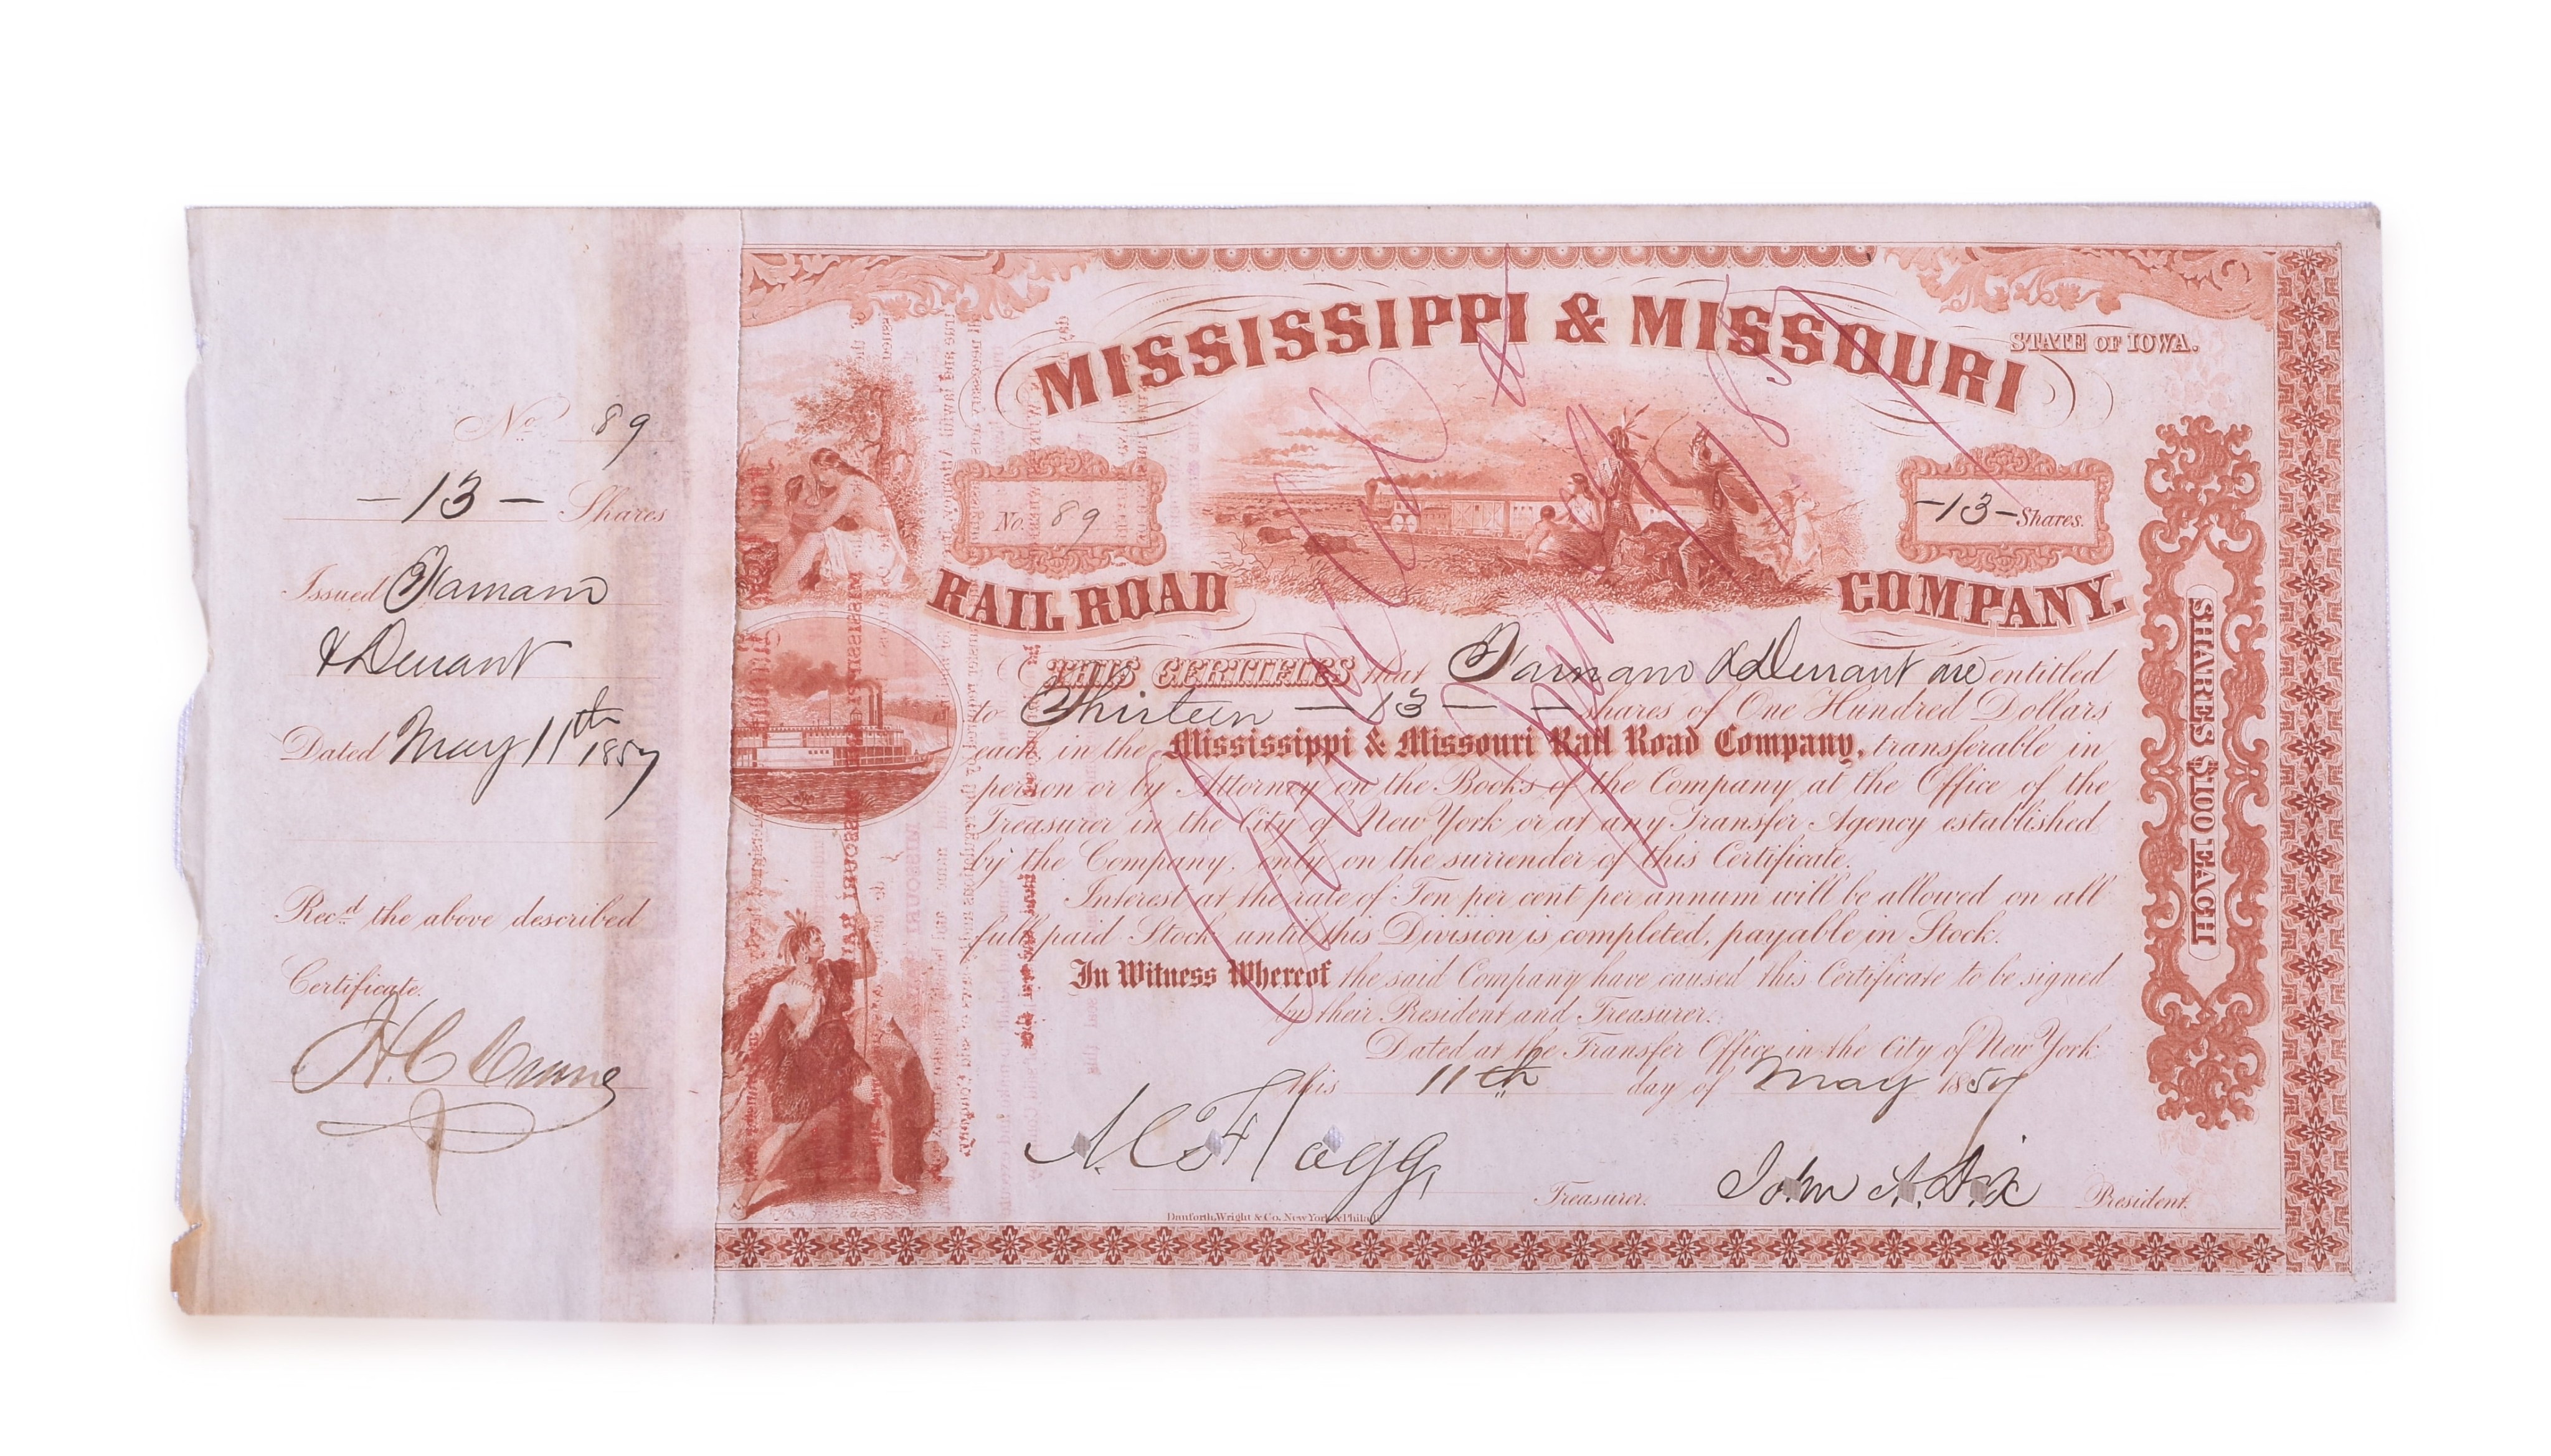 No. 89
- 13 - Shares
Issued Farnam
& Durant
Dated May 11th 1857
Recd. the above described
Certificate.
H. C. Crane
MISSISSIPPI & MISSOURI
STATE OF IOWA.
No. 89
- 13 - Shares.
RAIL ROAD COMPANY.
THIS CERTIFIES that Farnam & Durant are entitled
to Thirteen - 13 - - shares of One Hundred Dollars
each, in the Mississippi & Missouri Rail Road Company, transferable in
person or by Attorney on the Books of the Company at the Office of the
Treasurer in the City of New York or at any Transfer Agency established
by the Company, only on the surrender of this Certificate.
Interest at the rate of Ten per cent per annum will be allowed on all
full paid Stock until this Division is completed, payable in Stock.
In Witness Whereof the said Company have caused this Certificate to be signed
by their President and Treasurer.
Dated at the Transfer Office in the City of New York
this 11th day of May 1857
A. C. Flagg, Treasurer. John A. Dix President.
Danforth, Wright & Co. New York & Philada.
SHARES $100 EACH
Cancelled